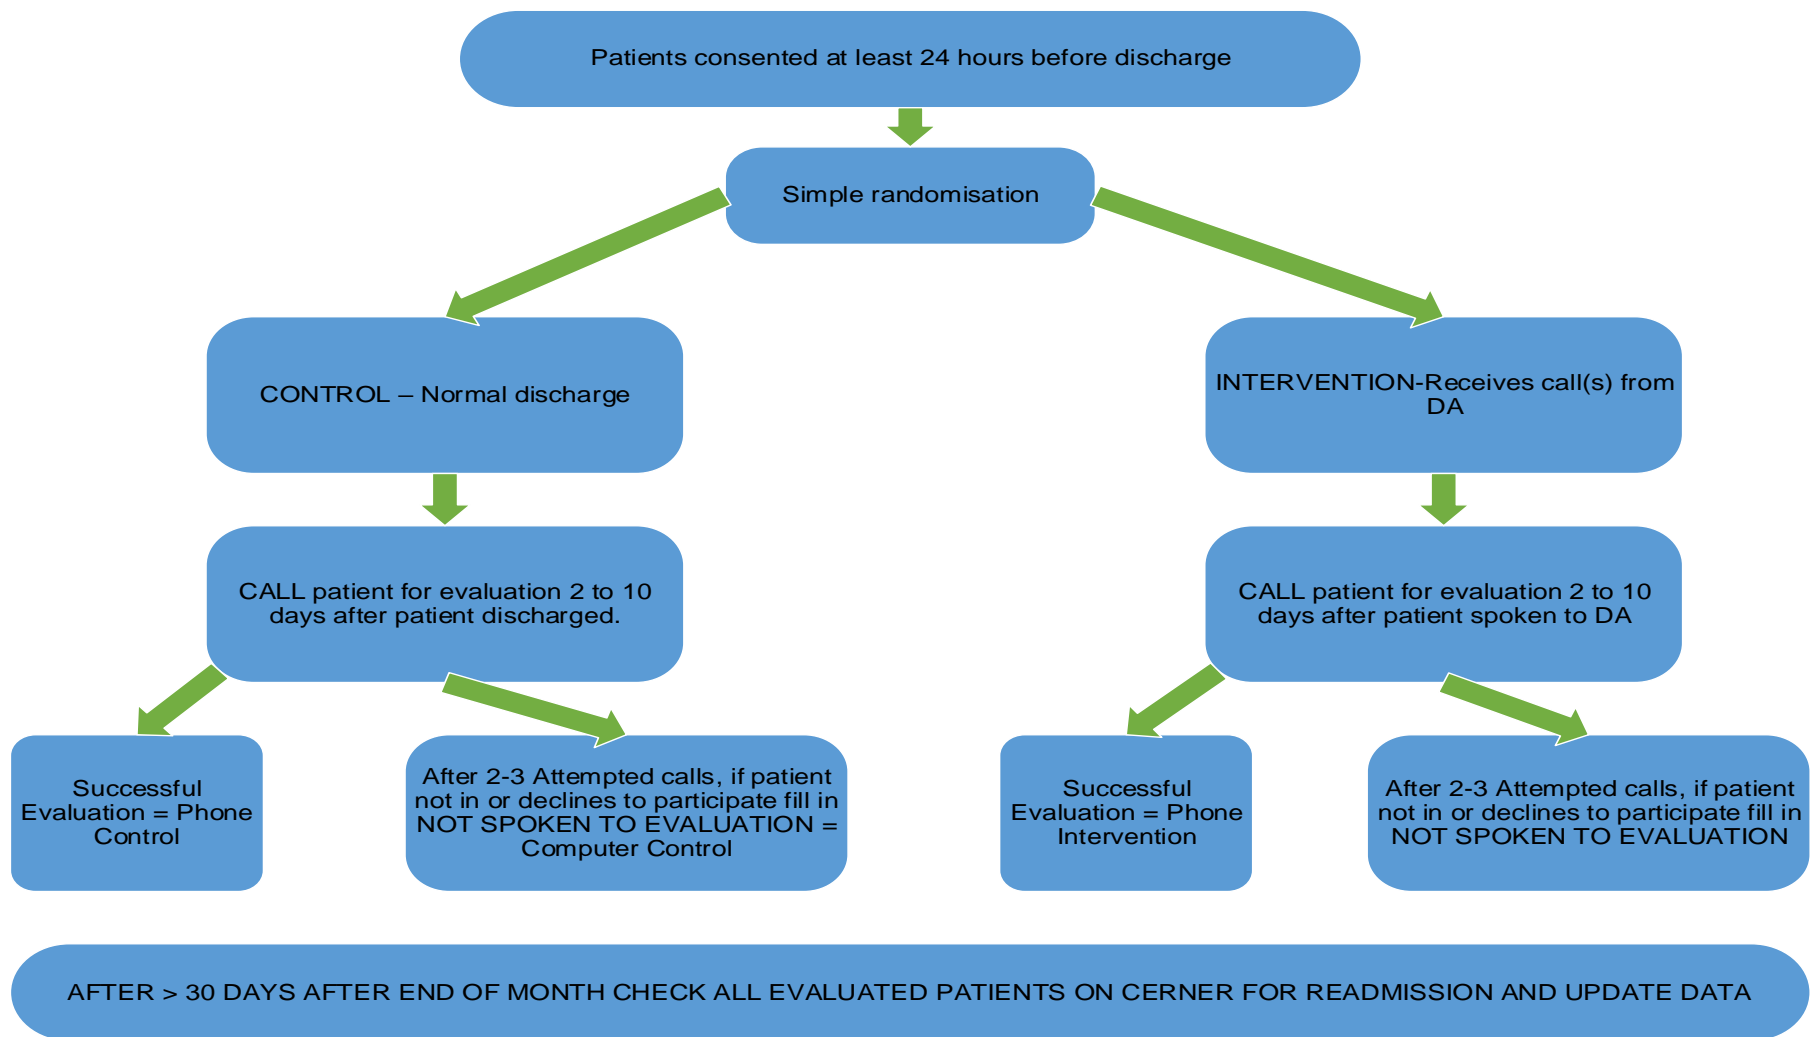 Patients consented at least 24 hours before discharge
Simple randomisation
CONTROL – Normal discharge
INTERVENTION-Receives call(s) from
DA
CALL patient for evaluation 2 to 10
days after patient discharged.
CALL patient for evaluation 2 to 10
days after patient spoken to DA
Successful
Evaluation = Phone
Control
After 2-3 Attempted calls, if patient
not in or declines to participate fill in
NOT SPOKEN TO EVALUATION =
Computer Control
Successful
Evaluation = Phone
Intervention
After 2-3 Attempted calls, if patient
not in or declines to participate fill in
NOT SPOKEN TO EVALUATION
AFTER > 30 DAYS AFTER END OF MONTH CHECK ALL EVALUATED PATIENTS ON CERNER FOR READMISSION AND UPDATE DATA